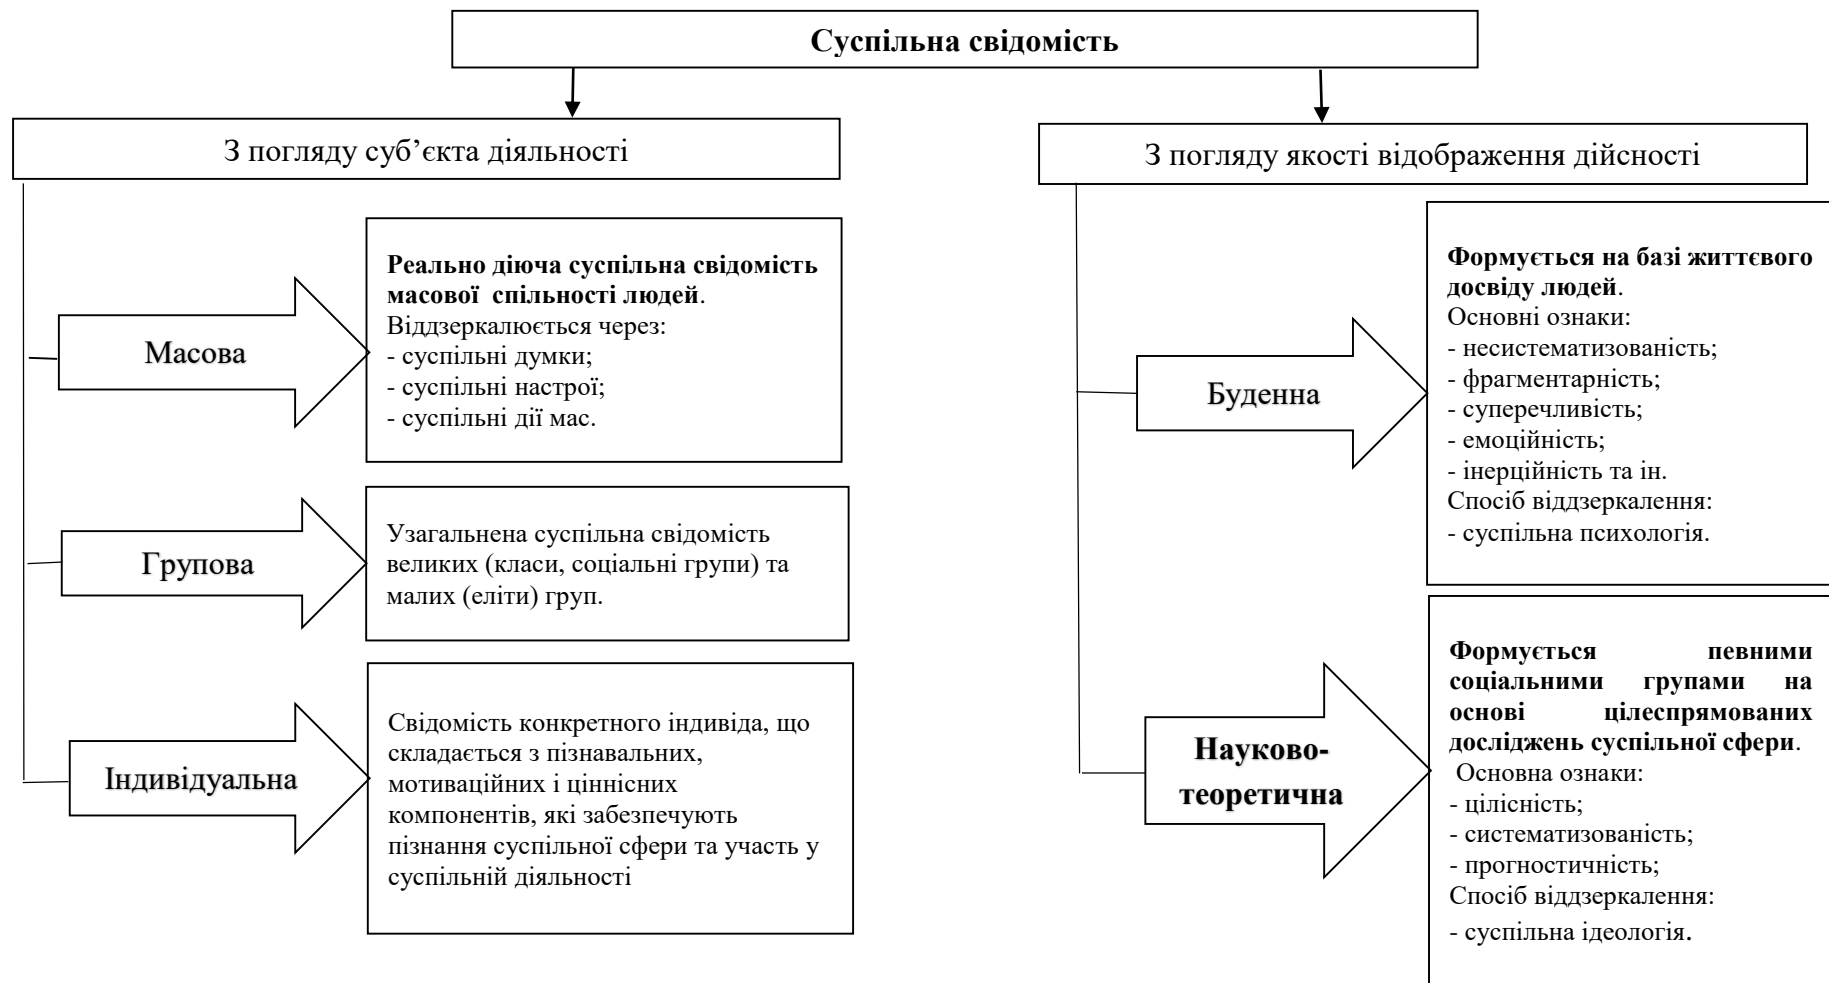 Суспільна свідомість
З погляду суб’єкта діяльності
Масова
Реально діюча суспільна свідомість
масової спільності людей.
Віддзеркалюється через:
- суспільні думки;
- суспільні настрої;
- суспільні дії мас.
Групова
Узагальнена суспільна свідомість
великих (класи, соціальні групи) та
малих (еліти) груп.
Індивідуальна
Свідомість конкретного індивіда, що
складається з пізнавальних,
мотиваційних і ціннісних
компонентів, які забезпечують
пізнання суспільної сфери та участь у
суспільній діяльності
З погляду якості відображення дійсності
Буденна
Формується на базі життєвого
досвіду людей.
Основні ознаки:
- несистематизованість;
- фрагментарність;
- суперечливість;
- емоційність;
- інерційність та ін.
Спосіб віддзеркалення:
- суспільна психологія.
Науково-
теоретична
Формується певними
соціальними групами на
основі цілеспрямованих
досліджень суспільної сфери.
Основна ознаки:
- цілісність;
- систематизованість;
- прогностичність;
Спосіб віддзеркалення:
- суспільна ідеологія.